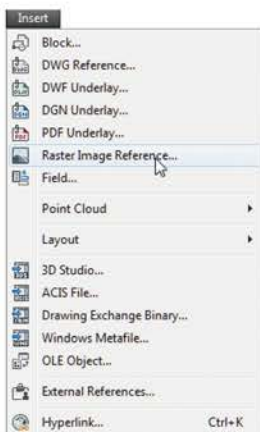 Insert
Block...
DWG Reference...
DWF Underlay...
DGN Underlay...
PDF Underlay...
Raster Image Reference...
Field...
Point Cloud
Layout
3D Studio...
ACIS File...
Drawing Exchange Binary...
Windows Metafile...
OLE Object...
External References...
Hyperlink... Ctrl+K